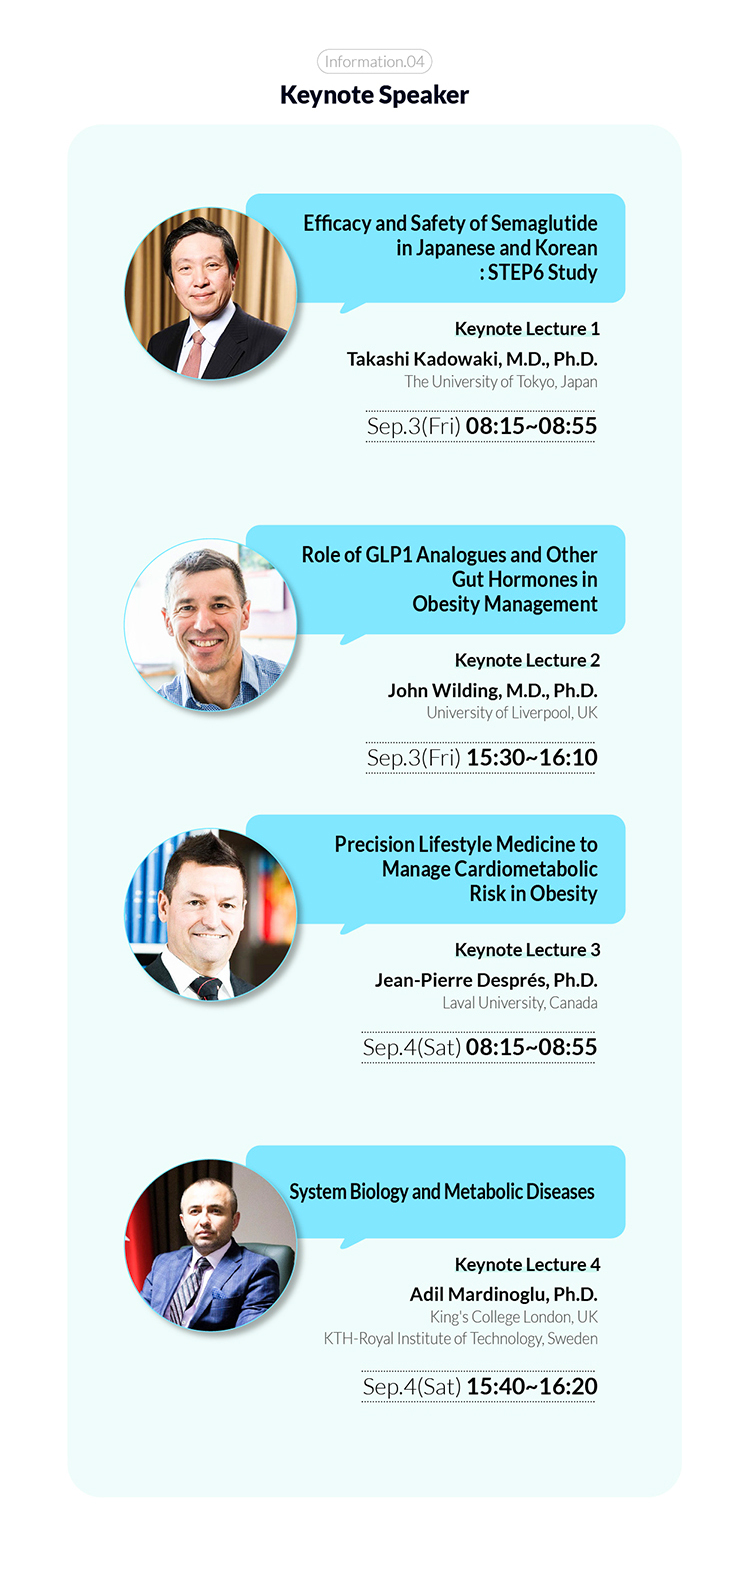 Information.04
Keynote Speaker
Efficacy and Safety of Semaglutide
in Japanese and Korean
: STEP6 Study
Keynote Lecture 1
Takashi Kadowaki, M.D., Ph.D.
The University of Tokyo, Japan
Sep.3(Fri) 08:15~08:55
Role of GLP1 Analogues and Other
Gut Hormones in
Obesity Management
Keynote Lecture 2
John Wilding, M.D., Ph.D.
University of Liverpool, UK
Sep.3(Fri) 15:30~16:10
Precision Lifestyle Medicine to
Manage Cardiometabolic
Risk in Obesity
Keynote Lecture 3
Jean-Pierre Després, Ph.D.
Laval University, Canada
Sep.4(Sat) 08:15~08:55
System Biology and Metabolic Diseases
Keynote Lecture 4
Adil Mardinoglu, Ph.D.
King's College London, UK
KTH-Royal Institute of Technology, Sweden
Sep.4(Sat) 15:40~16:20